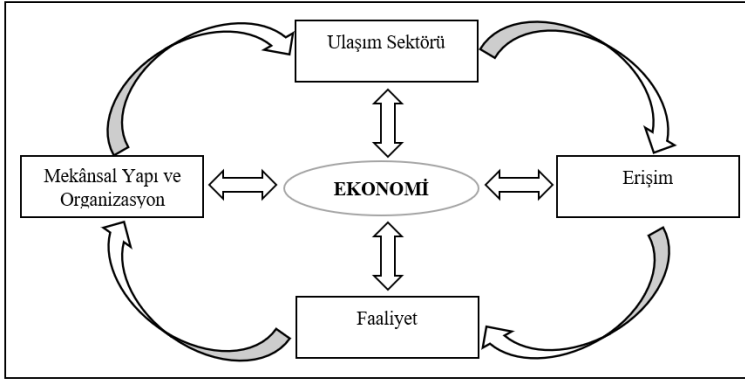 Ulaşım Sektörü
Mekânsal Yapı ve
Organizasyon
EKONOMİ
Erişim
Faaliyet